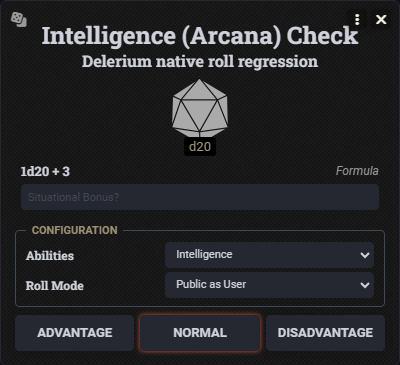 Intelligence (Arcana) Check
Delerium native roll regression
d20
1d20 + 3 Formula
Situational Bonus?
CONFIGURATION
Abilities Intelligence
Roll Mode Public as User
ADVANTAGE NORMAL DISADVANTAGE